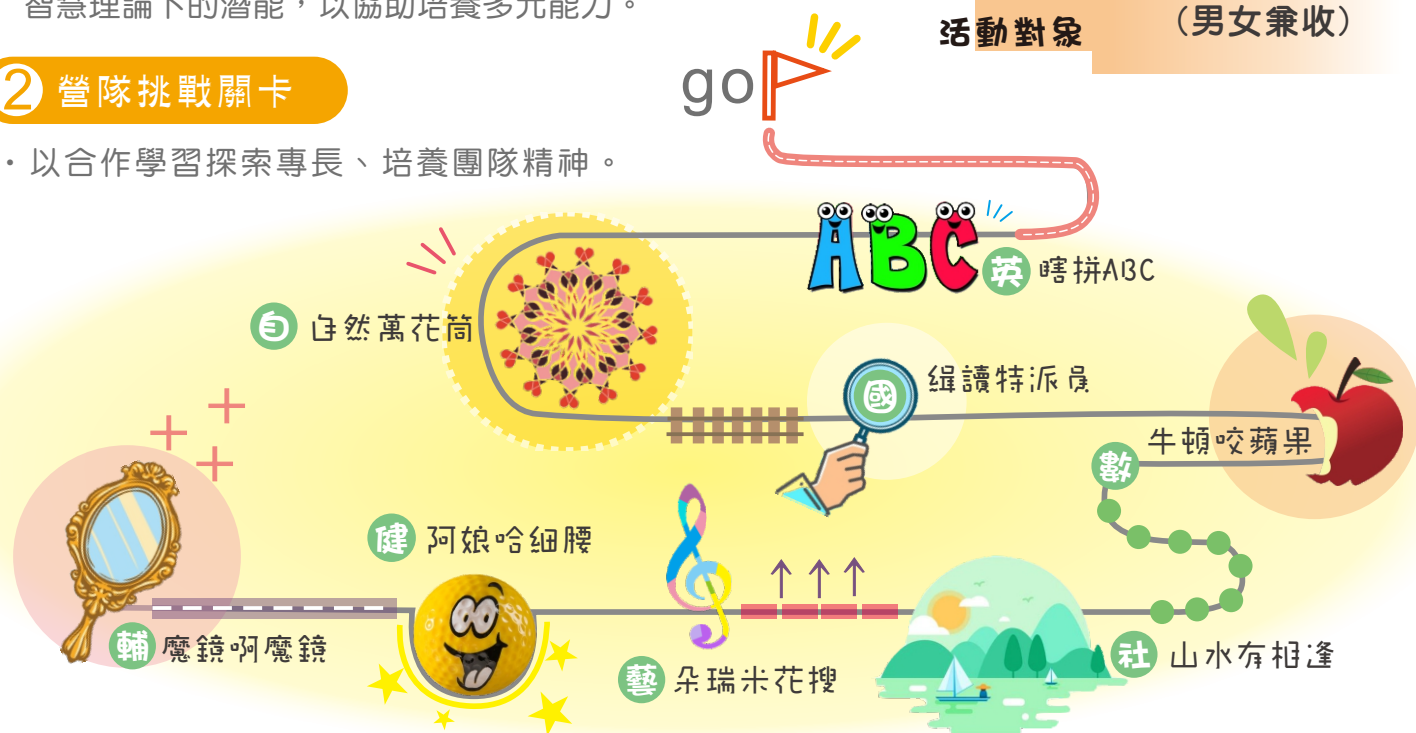 智慧理論下的潛能，以協助培養多元能力。
活動對象
（男女兼收）
2 營隊挑戰關卡
go
・以合作學習探索專長、培養團隊精神。
ABC
英 瞎拼ABC
自 自然萬花筒
國 緝讀特派員
數 牛頓咬蘋果
健 阿娘哈細腰
輔 魔鏡啊魔鏡
藝 朵瑞米花搜
社 山水有相逢